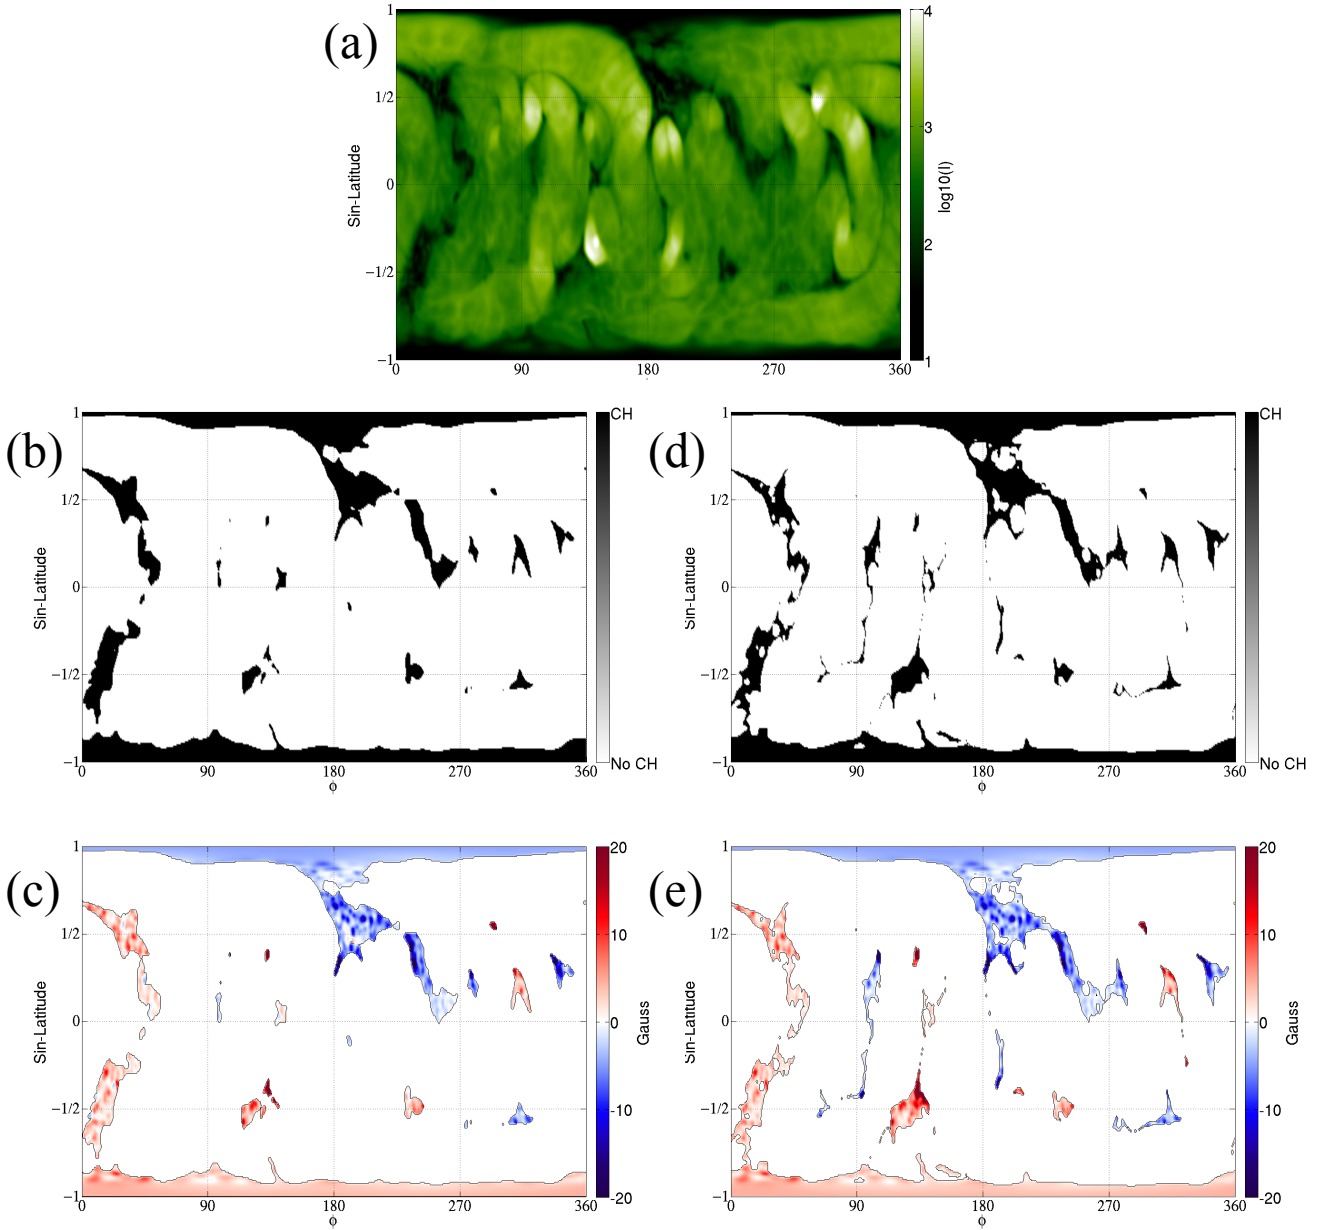 (a)
Sin-Latitude
1
1/2
0
−1/2
−1
0 90 180 270 360
4
3
2
1
log10(I)
(b)
Sin-Latitude
1
1/2
0
−1/2
−1
0 90 180 270 360
ϕ
CH
No CH
(d)
Sin-Latitude
1
1/2
0
−1/2
−1
0 90 180 270 360
ϕ
CH
No CH
(c)
Sin-Latitude
1
1/2
0
−1/2
−1
0 90 180 270 360
ϕ
20
10
0
-10
-20
Gauss
(e)
Sin-Latitude
1
1/2
0
−1/2
−1
0 90 180 270 360
ϕ
20
10
0
-10
-20
Gauss